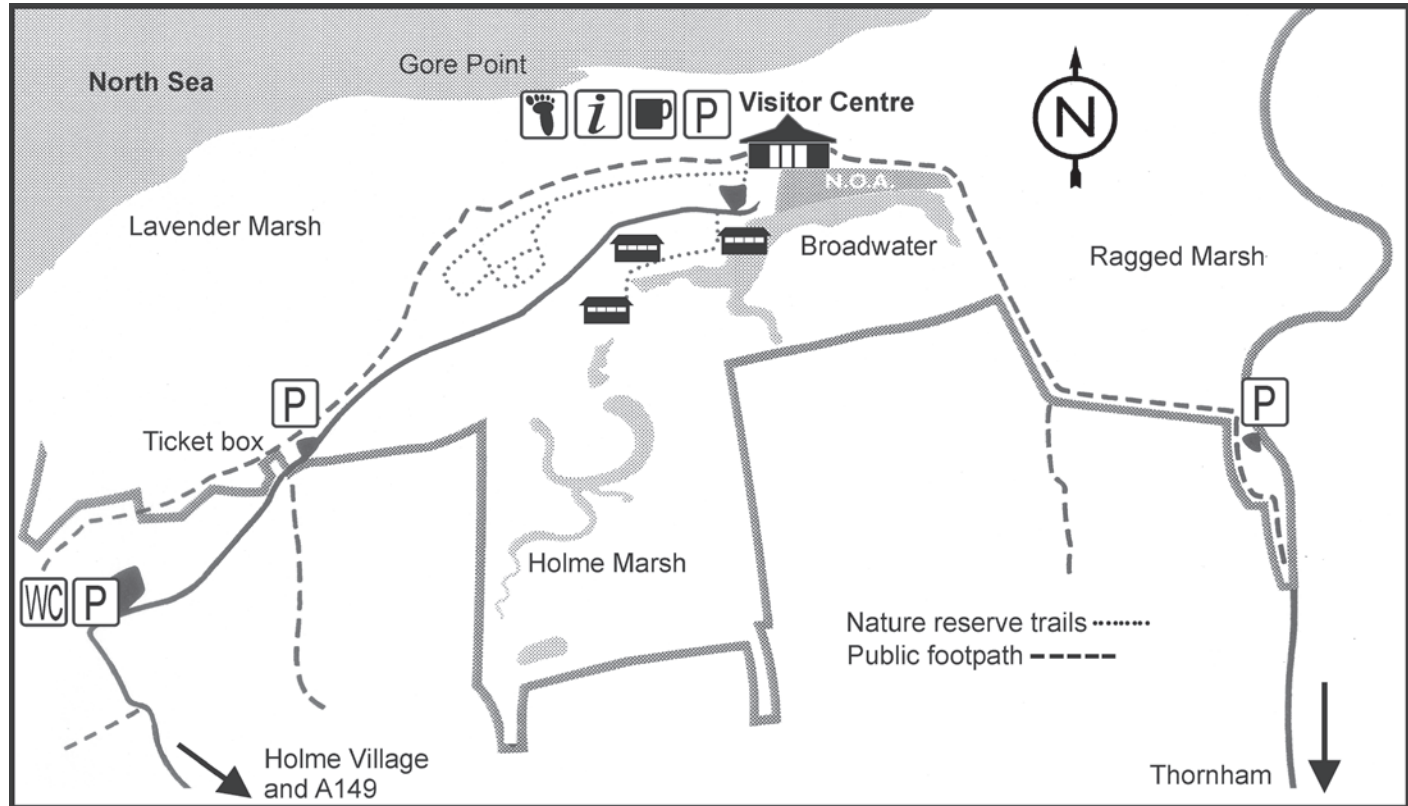 North Sea
Gore Point
i
P
Visitor Centre
N
N.O.A.
Lavender Marsh
Broadwater
Ragged Marsh
P
P
Ticket box
Holme Marsh
WC
P
Nature reserve trails
Public footpath
Holme Village
and A149
Thornham